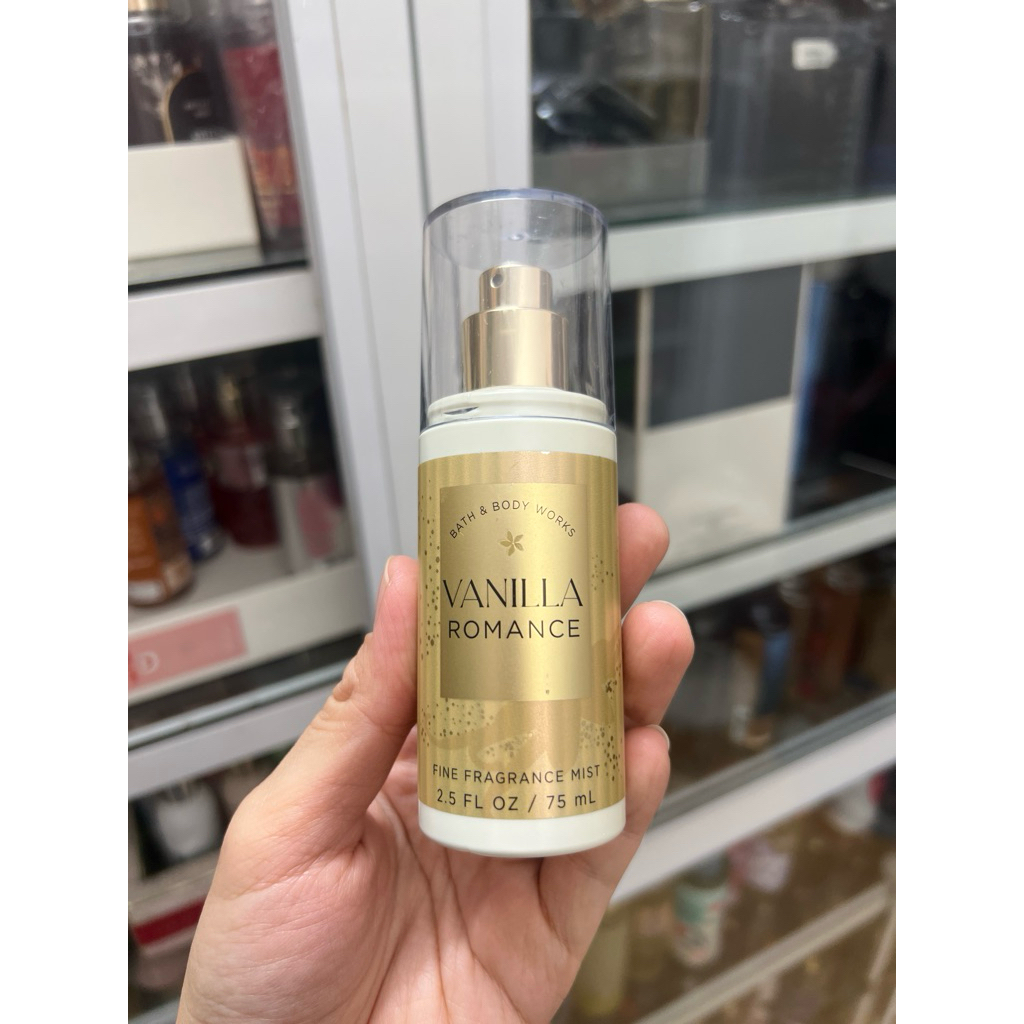 BATH & BODY WORKS
VANILLA
ROMANCE
FINE FRAGRANCE MIST
2.5 FL OZ / 75 mL